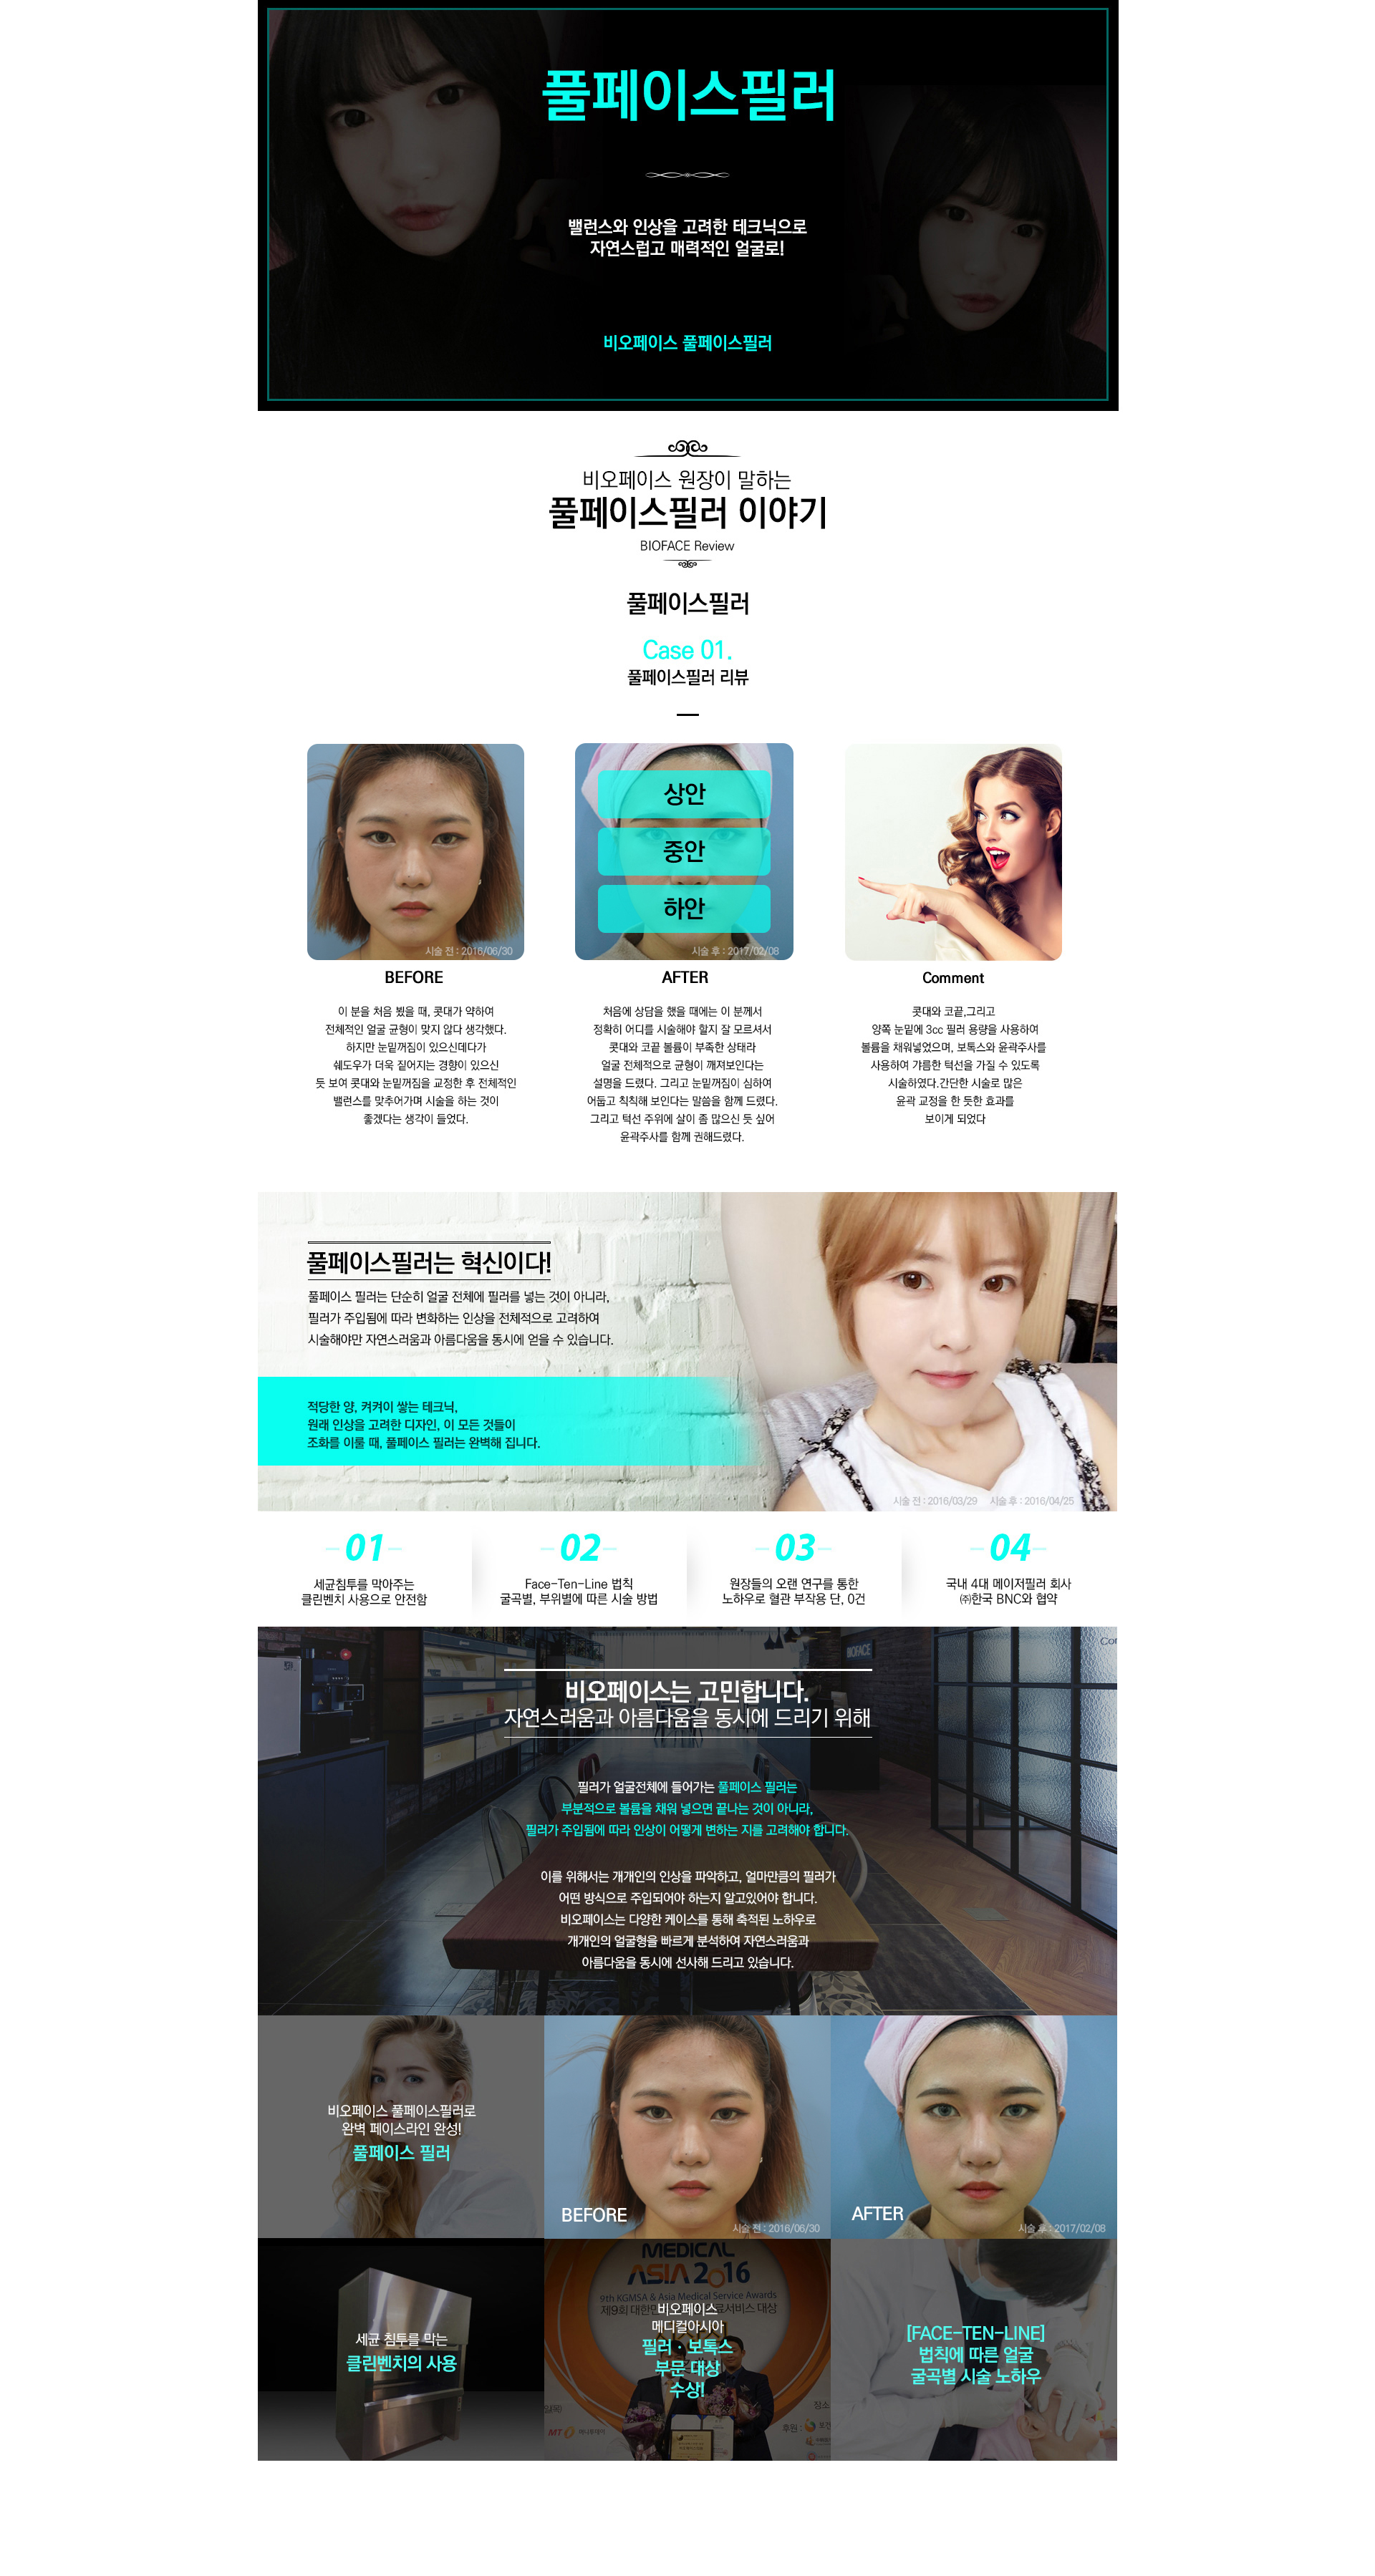 풀페이스필러
밸런스와 인상을 고려한 테크닉으로
자연스럽고 매력적인 얼굴로!
비오페이스 풀페이스필러
비오페이스 원장이 말하는
풀페이스필러 이야기
BIOFACE Review
풀페이스필러
Case 01.
풀페이스필러 리뷰
시술 전 : 2016/06/30
BEFORE
이 분을 처음 뵀을 때, 콧대가 약하여
전체적인 얼굴 균형이 맞지 않다 생각했다.
하지만 눈밑꺼짐이 있으신데다가
쉐도우가 더욱 짙어지는 경향이 있으신
듯 보여 콧대와 눈밑꺼짐을 교정한 후 전체적인
밸런스를 맞추어가며 시술을 하는 것이
좋겠다는 생각이 들었다.
상안
중안
하안
시술 후 : 2017/02/08
AFTER
처음에 상담을 했을 때에는 이 분께서
정확히 어디를 시술해야 할지 잘 모르셔서
콧대와 코끝 볼륨이 부족한 상태라
얼굴 전체적으로 균형이 깨져보인다는
설명을 드렸다. 그리고 눈밑꺼짐이 심하여
어둡고 칙칙해 보인다는 말씀을 함께 드렸다.
그리고 턱선 주위에 살이 좀 많으신 듯 싶어
윤곽주사를 함께 권해드렸다.
Comment
콧대와 코끝,그리고
양쪽 눈밑에 3cc 필러 용량을 사용하여
볼륨을 채워넣었으며, 보톡스와 윤곽주사를
사용하여 갸름한 턱선을 가질 수 있도록
시술하였다.간단한 시술로 많은
윤곽 교정을 한 듯한 효과를
보이게 되었다
풀페이스필러는 혁신이다!
풀페이스 필러는 단순히 얼굴 전체에 필러를 넣는 것이 아니라,
필러가 주입됨에 따라 변화하는 인상을 전체적으로 고려하여
시술해야만 자연스러움과 아름다움을 동시에 얻을 수 있습니다.
적당한 양, 켜켜이 쌓는 테크닉,
원래 인상을 고려한 디자인, 이 모든 것들이
조화를 이룰 때, 풀페이스 필러는 완벽해 집니다.
시술 전 : 2016/03/29 시술 후 : 2016/04/25
01
세균침투를 막아주는
클린벤치 사용으로 안전함
02
Face-Ten-Line 법칙
굴곡별, 부위별에 따른 시술 방법
03
원장들의 오랜 연구를 통한
노하우로 혈관 부작용 단, 0건
04
국내 4대 메이저필러 회사
㈜한국 BNC와 협약
BIOFACE
비오페이스는 고민합니다.
자연스러움과 아름다움을 동시에 드리기 위해
필러가 얼굴전체에 들어가는 풀페이스 필러는
부분적으로 볼륨을 채워 넣으면 끝나는 것이 아니라,
필러가 주입됨에 따라 인상이 어떻게 변하는 지를 고려해야 합니다.
이를 위해서는 개개인의 인상을 파악하고, 얼마만큼의 필러가
어떤 방식으로 주입되어야 하는지 알고있어야 합니다.
비오페이스는 다양한 케이스를 통해 축적된 노하우로
개개인의 얼굴형을 빠르게 분석하여 자연스러움과
아름다움을 동시에 선사해 드리고 있습니다.
비오페이스 풀페이스필러로
완벽 페이스라인 완성!
풀페이스 필러
BEFORE
시술 전 : 2016/06/30
AFTER
시술 후 : 2017/02/08
세균 침투를 막는
클린벤치의 사용
MEDICAL
ASIA 2016
9th KGMSA & Asia Medical Service Awards
비오페이스
메디컬아시아
필러·보톡스
부문 대상
수상!
[FACE-TEN-LINE]
법칙에 따른 얼굴
굴곡별 시술 노하우